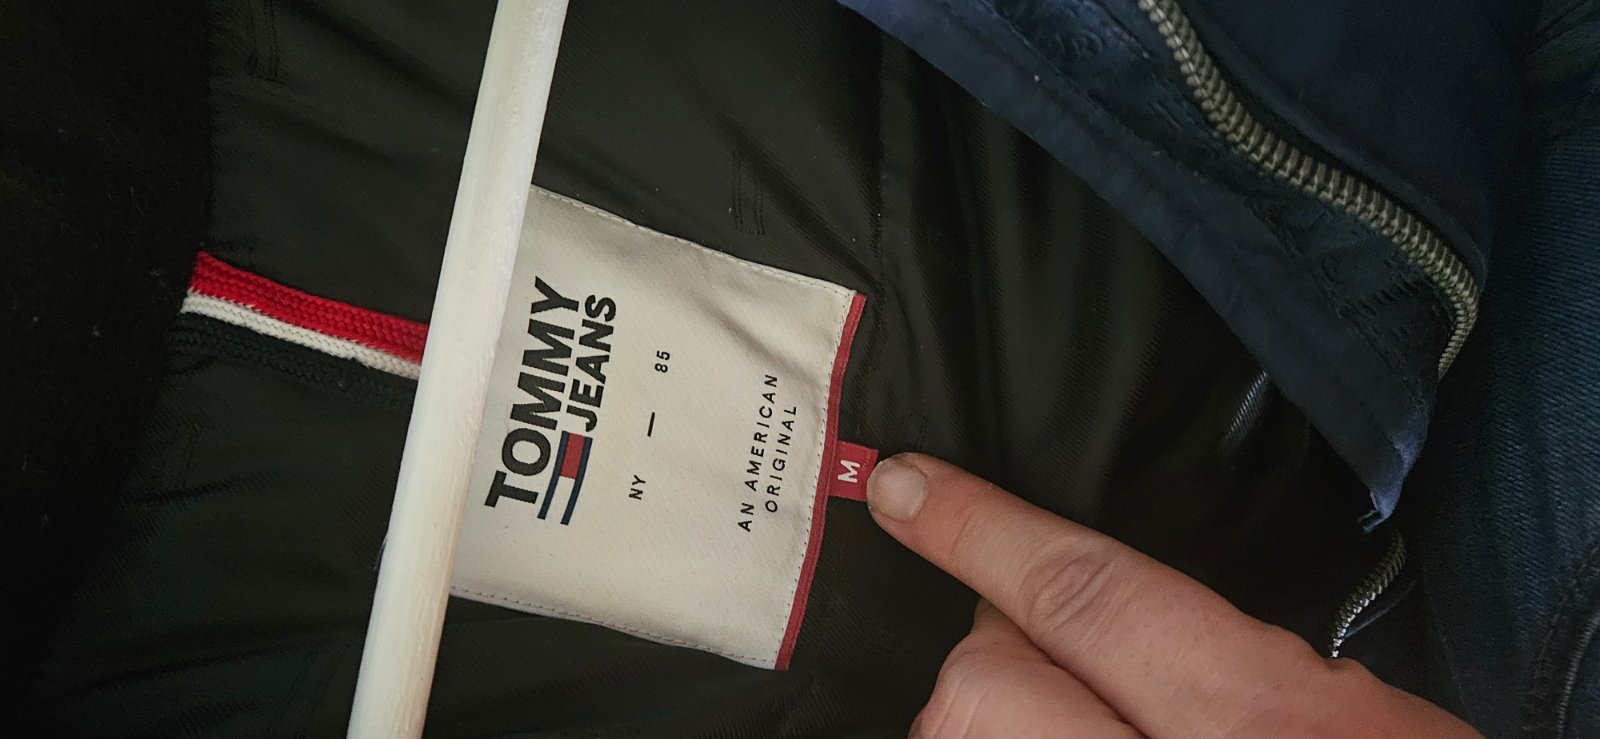 TOMMY
JEANS
NY — 85
AN AMERICAN
ORIGINAL
M